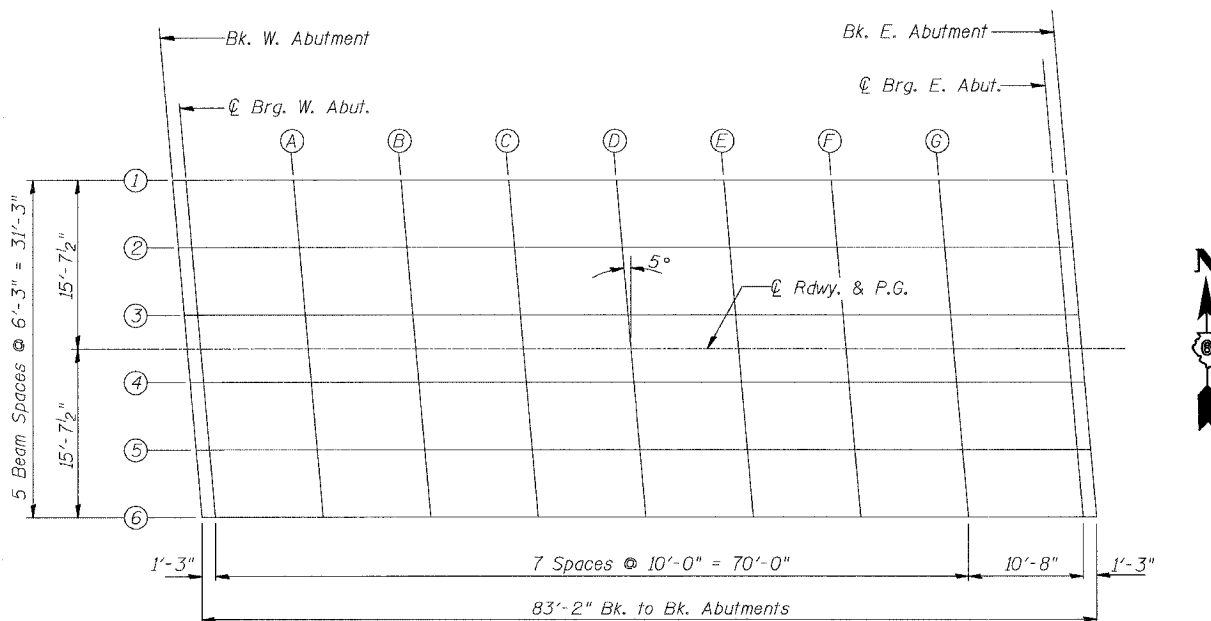 Bk. W. Abutment
Bk. E. Abutment
℄ Brg. W. Abut.
℄ Brg. E. Abut.
A
B
C
D
E
F
G
1
2
3
4
5
6
5 Beam Spaces @ 6'-3" = 31'-3"
15'-7½"
15'-7½"
5°
℄ Rdwy. & P.G.
N
1'-3"
7 Spaces @ 10'-0" = 70'-0"
10'-8"
1'-3"
83'-2" Bk. to Bk. Abutments